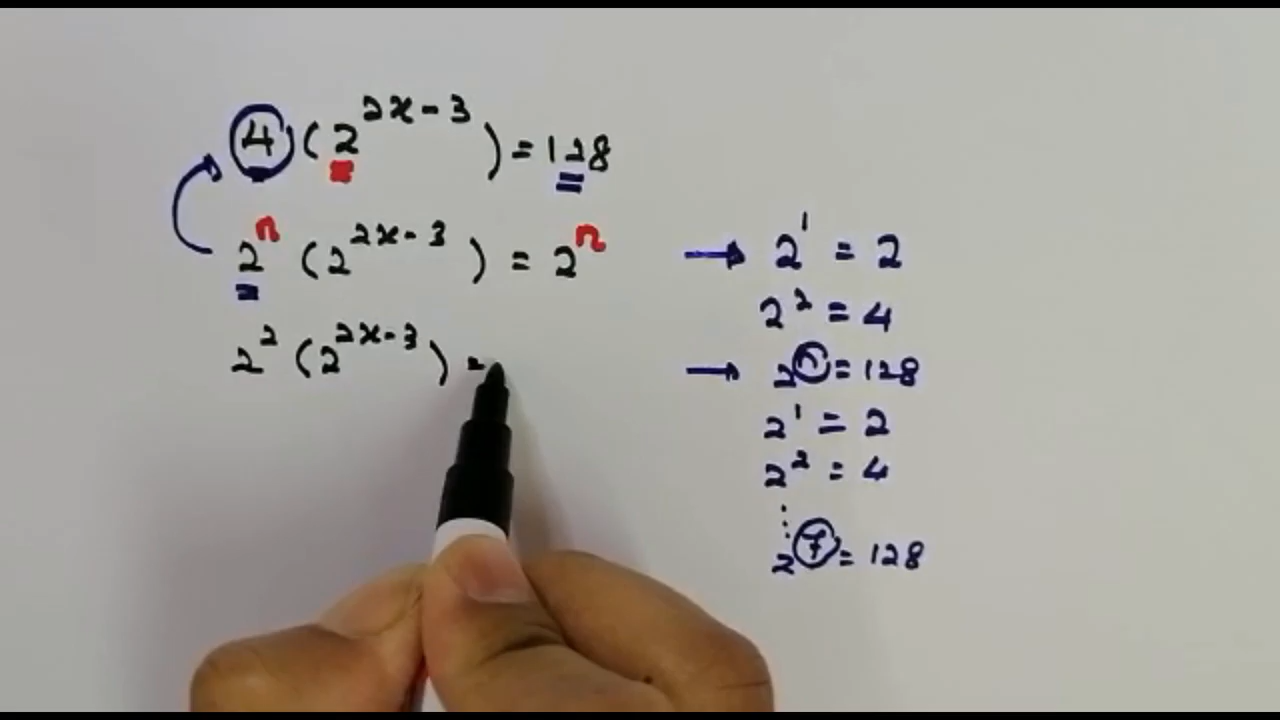 4(2^{2x-3}) = 128
2^n (2^{2x-3}) = 2^n
2^2 (2^{2x-3}) =
→ 2^1 = 2
2^2 = 4
→ 2^n = 128
2^1 = 2
2^2 = 4
⋮
2^7 = 128